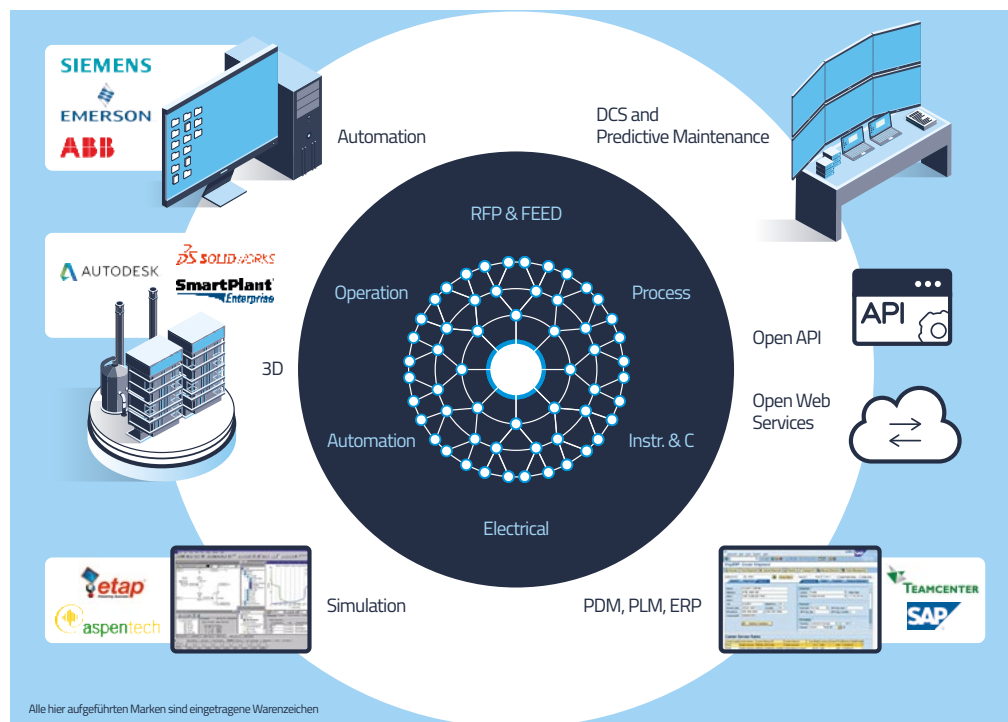 SIEMENS
EMERSON
ABB
Automation
DCS and
Predictive Maintenance
RFP & FEED
AUTODESK
SOLIDWORKS
SmartPlant
Enterprise
Operation
Process
API
Open API
3D
Open Web
Services
Automation
Instr. & C
Electrical
etap
aspentech
Simulation
PDM, PLM, ERP
TEAMCENTER
SAP
Alle hier aufgeführten Marken sind eingetragene Warenzeichen